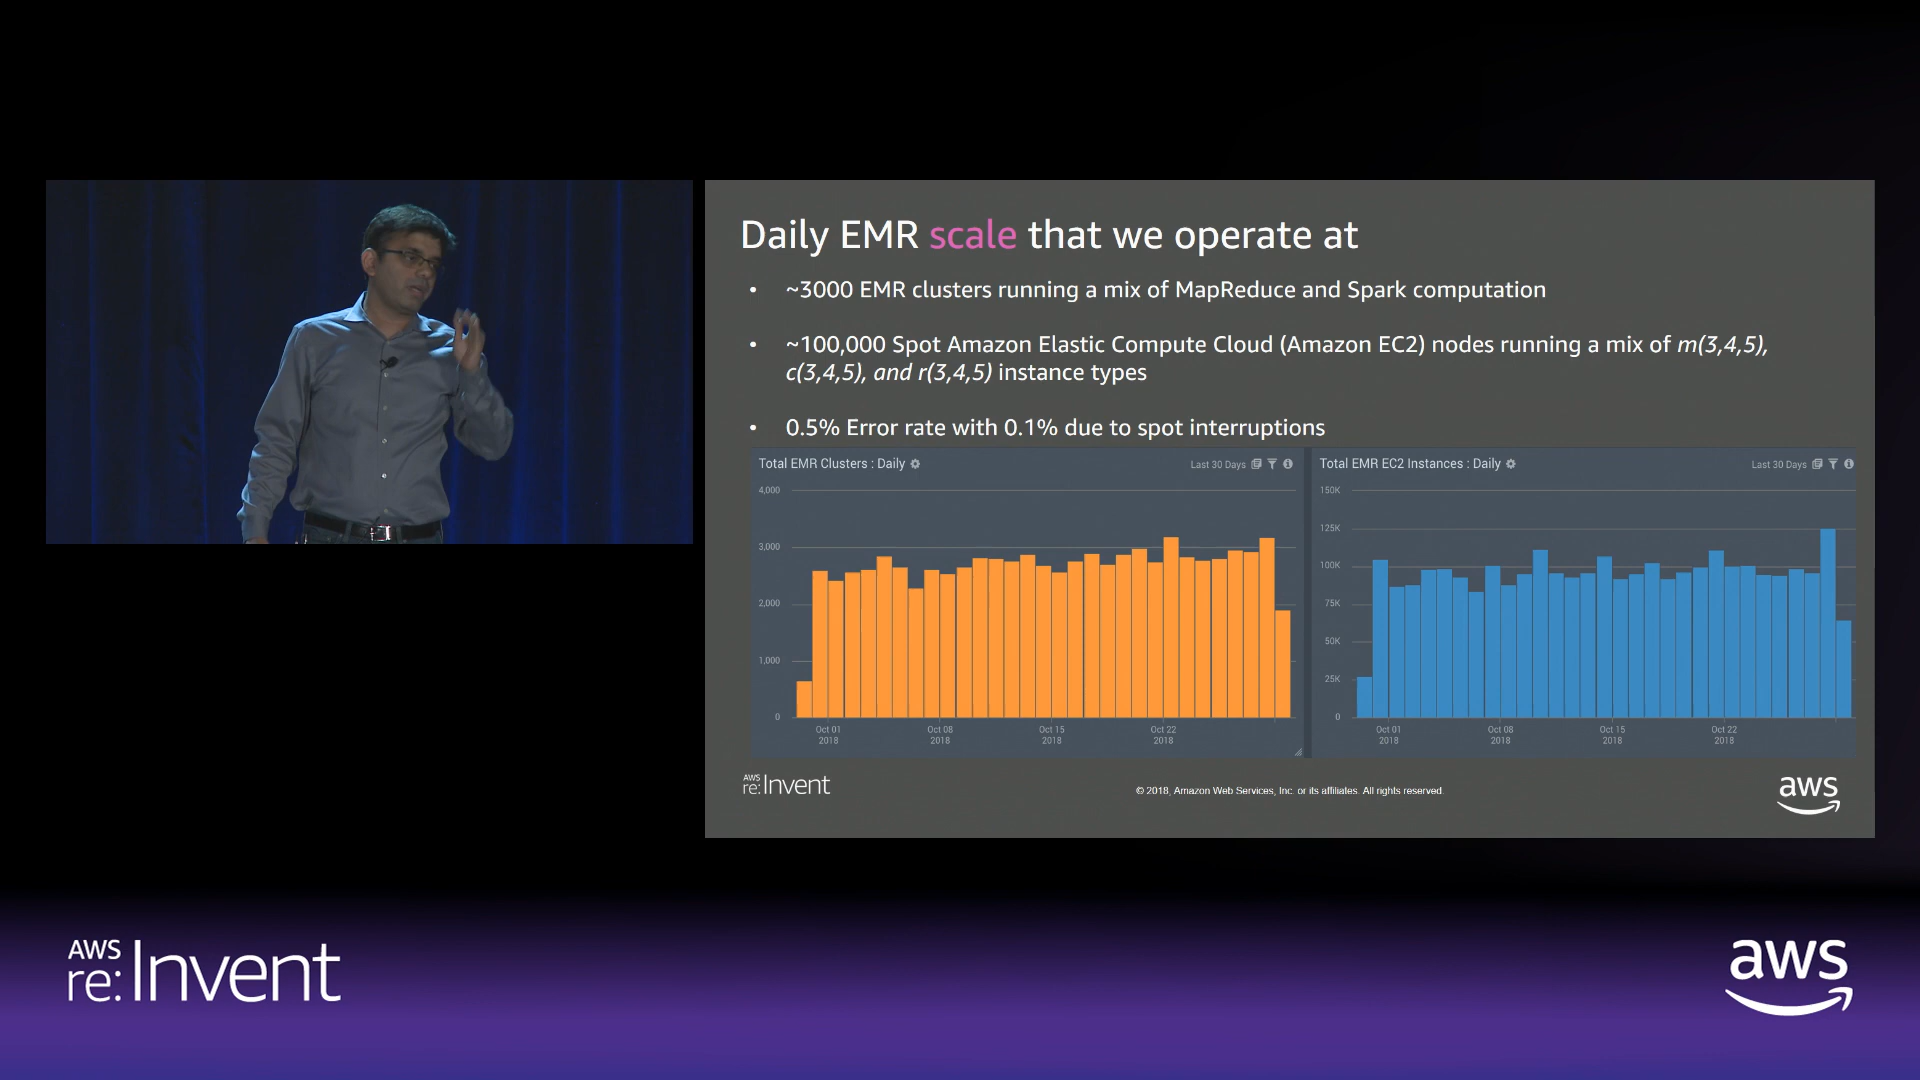 Daily EMR scale that we operate at
• ~3000 EMR clusters running a mix of MapReduce and Spark computation
• ~100,000 Spot Amazon Elastic Compute Cloud (Amazon EC2) nodes running a mix of m(3,4,5),
c(3,4,5), and r(3,4,5) instance types
• 0.5% Error rate with 0.1% due to spot interruptions
Total EMR Clusters : Daily
Last 30 Days
4,000
3,000
2,000
1,000
0
Oct 01
2018
Oct 08
2018
Oct 15
2018
Oct 22
2018
Total EMR EC2 Instances : Daily
Last 30 Days
150K
125K
100K
75K
50K
25K
0
Oct 01
2018
Oct 08
2018
Oct 15
2018
Oct 22
2018
AWS
re:Invent
© 2018, Amazon Web Services, Inc. or its affiliates. All rights reserved.
aws
AWS
re:Invent
aws